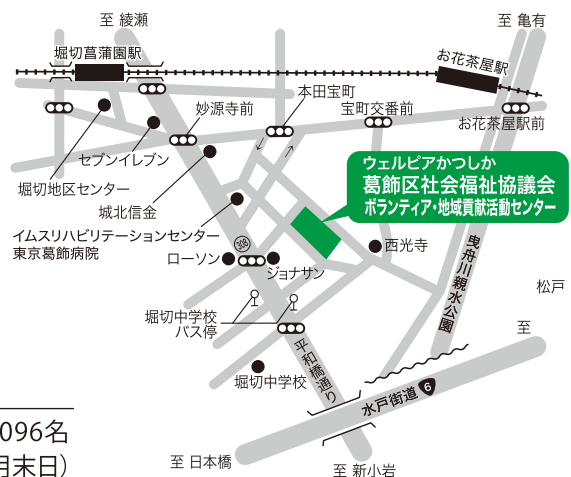 至 綾瀬
至 亀有
堀切菖蒲園駅
お花茶屋駅
本田宝町
妙源寺前
宝町交番前
お花茶屋駅前
セブンイレブン
堀切地区センター
城北信金
ウェルピアかつしか
葛飾区社会福祉協議会
ボランティア・地域貢献活動センター
イムスリハビリテーションセンター
東京葛飾病院
308
西光寺
ローソン
ジョナサン
曳舟川親水公園
松戸
至
堀切中学校
バス停
平和橋通り
堀切中学校
水戸街道 6
096名
月末日)
至 日本橋
至 新小岩